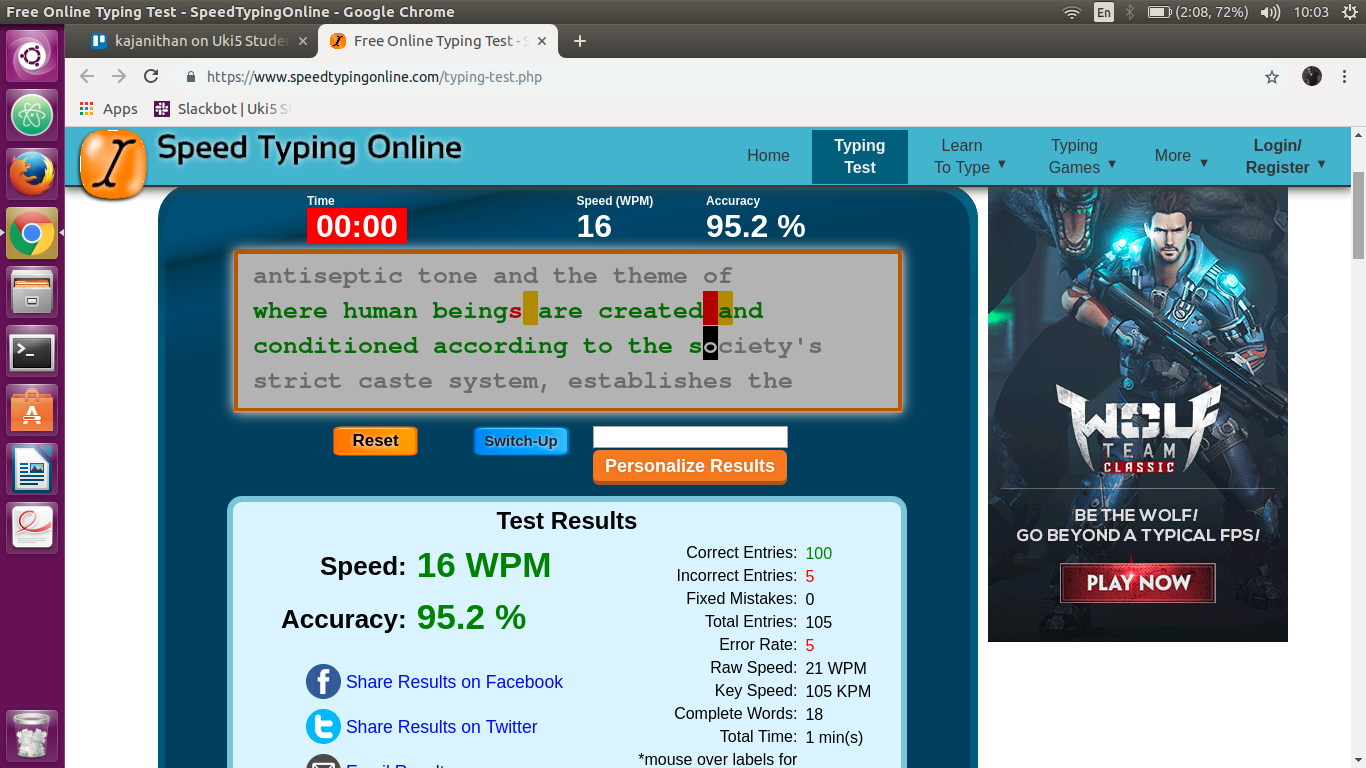 Free Online Typing Test - SpeedTypingOnline - Google Chrome
En
(2:08, 72%)
10:03
kajanithan on Uki5 Stude
Free Online Typing Test - S
https://www.speedtypingonline.com/typing-test.php
Apps
Slackbot | Uki5 S
Speed Typing Online
Home
Typing
Test
Learn
To Type
Typing
Games
More
Login/
Register
Time
00:00
Speed (WPM)
16
Accuracy
95.2 %
antiseptic tone and the theme of
where human beings are created and
conditioned according to the society's
strict caste system, establishes the
Reset
Switch-Up
Personalize Results
Test Results
Speed: 16 WPM
Accuracy: 95.2 %
Share Results on Facebook
Share Results on Twitter
Correct Entries: 100
Incorrect Entries: 5
Fixed Mistakes: 0
Total Entries: 105
Error Rate: 5
Raw Speed: 21 WPM
Key Speed: 105 KPM
Complete Words: 18
Total Time: 1 min(s)
*mouse over labels for
WOLF
TEAM
CLASSIC
BE THE WOLF!
GO BEYOND A TYPICAL FPS!
PLAY NOW